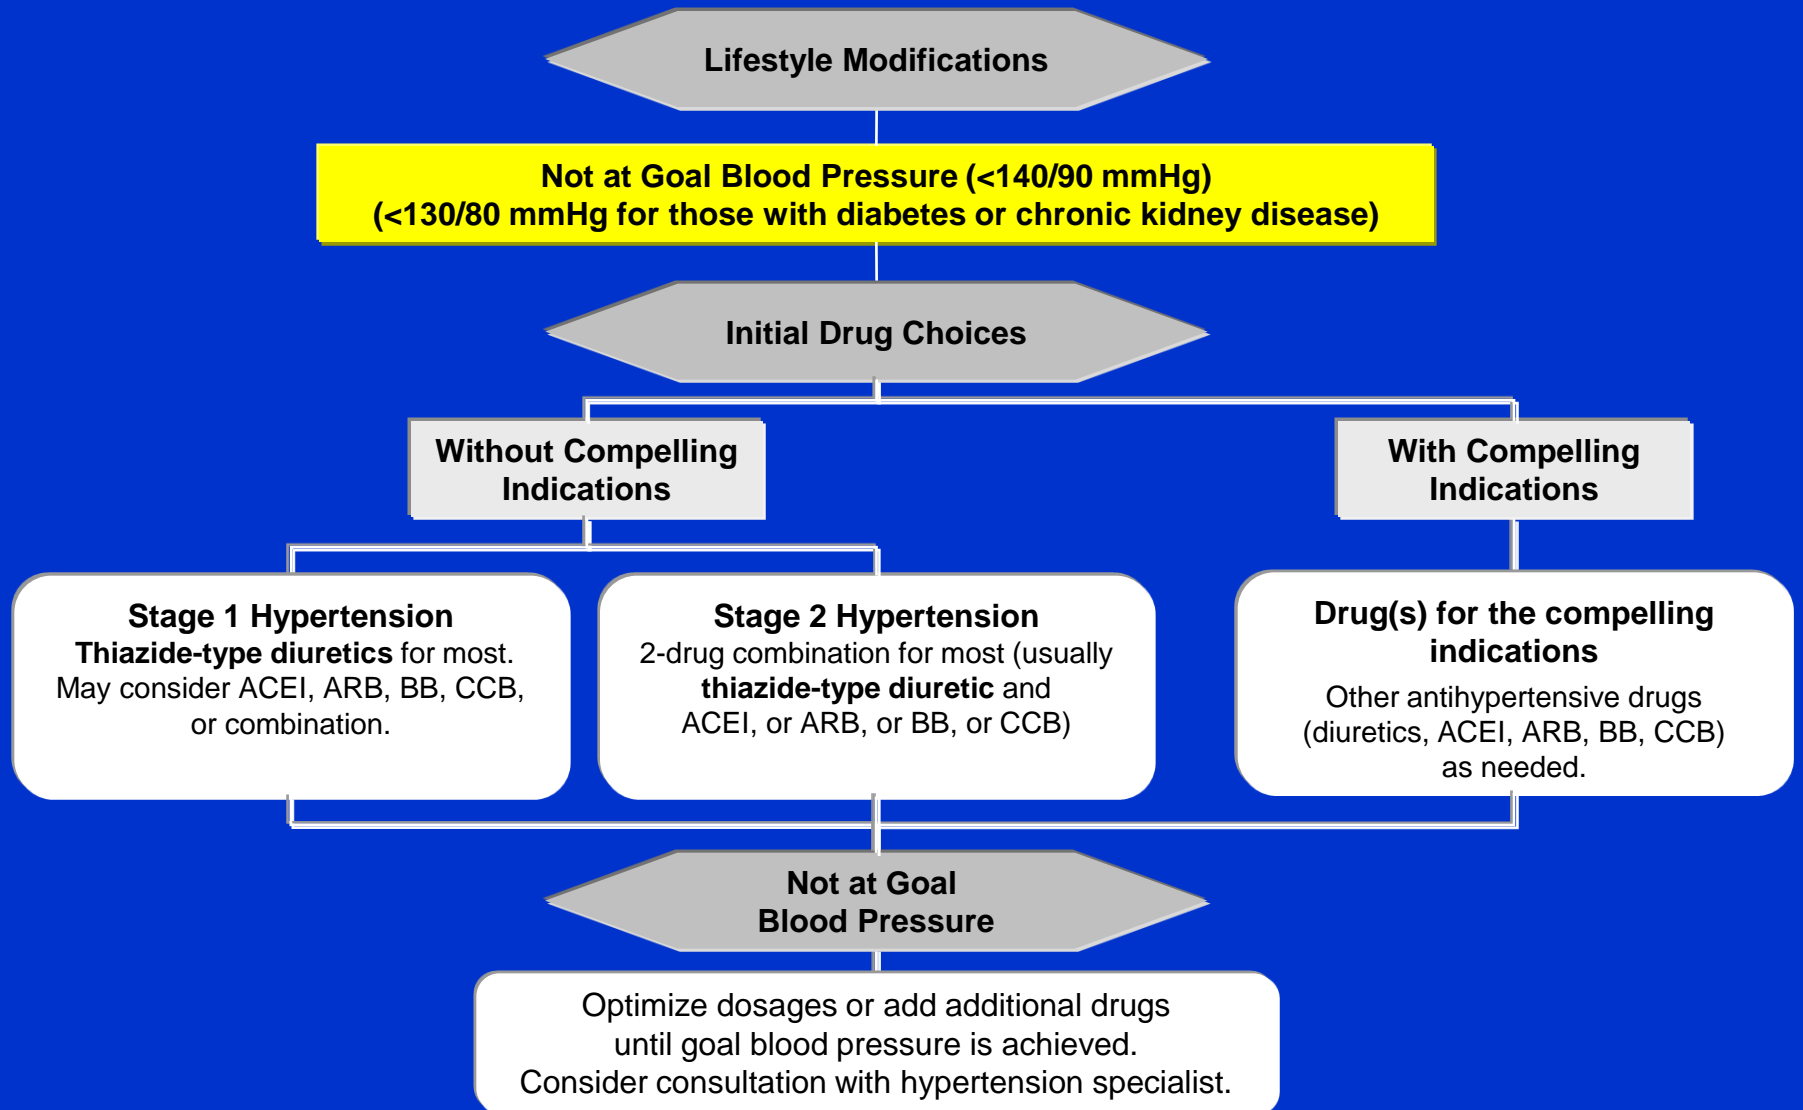 Lifestyle Modifications
Not at Goal Blood Pressure (<140/90 mmHg)
(<130/80 mmHg for those with diabetes or chronic kidney disease)
Initial Drug Choices
Without Compelling
Indications
With Compelling
Indications
Stage 1 Hypertension
Thiazide-type diuretics for most.
May consider ACEI, ARB, BB, CCB,
or combination.
Stage 2 Hypertension
2-drug combination for most (usually
thiazide-type diuretic and
ACEI, or ARB, or BB, or CCB)
Drug(s) for the compelling
indications
Other antihypertensive drugs
(diuretics, ACEI, ARB, BB, CCB)
as needed.
Not at Goal
Blood Pressure
Optimize dosages or add additional drugs
until goal blood pressure is achieved.
Consider consultation with hypertension specialist.